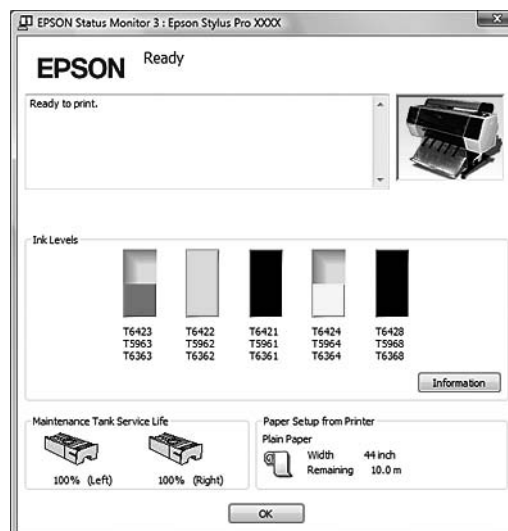 EPSON Status Monitor 3 : Epson Stylus Pro XXXX
EPSON
Ready
Ready to print.
Ink Levels
T6423 T6422 T6421 T6424 T6428
T5963 T5962 T5961 T5964 T5968
T6363 T6362 T6361 T6364 T6368
Information
Maintenance Tank Service Life
100% (Left) 100% (Right)
Paper Setup from Printer
Plain Paper
Width 44 inch
Remaining 10.0 m
OK